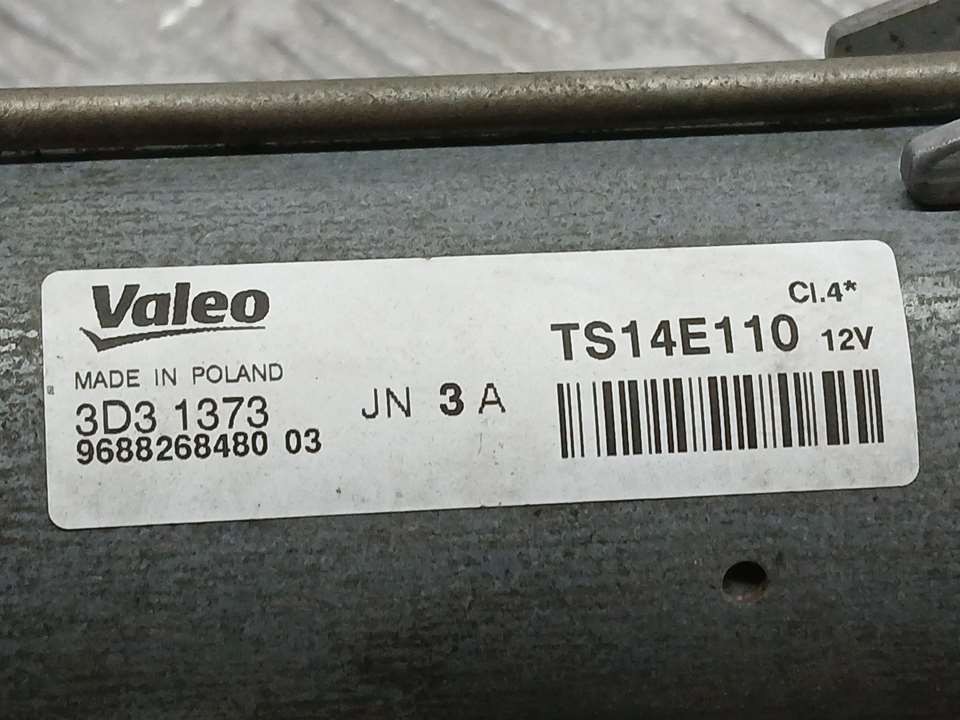 Valeo
MADE IN POLAND
3D3 1373
9688268480 03
JN 3 A
Cl.4*
TS14E110 12V